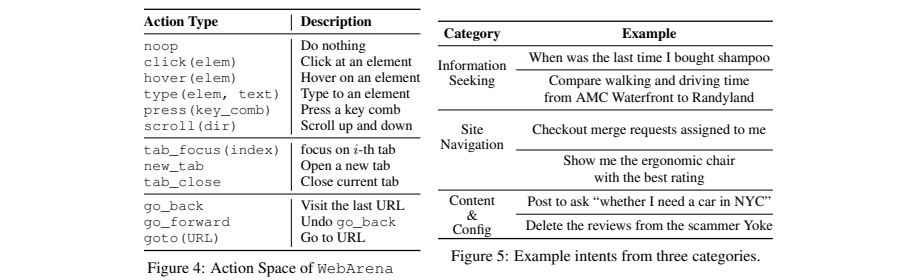 Action Type Description
noop Do nothing
click(elem) Click at an element
hover(elem) Hover on an element
type(elem, text) Type to an element
press(key_comb) Press a key comb
scroll(dir) Scroll up and down
tab_focus(index) focus on i-th tab
new_tab Open a new tab
tab_close Close current tab
go_back Visit the last URL
go_forward Undo go_back
goto(URL) Go to URL
Figure 4: Action Space of WebArena
Category Example
Information
Seeking
When was the last time I bought shampoo
Compare walking and driving time
from AMC Waterfront to Randyland
Site
Navigation
Checkout merge requests assigned to me
Show me the ergonomic chair
with the best rating
Content
&
Config
Post to ask “whether I need a car in NYC”
Delete the reviews from the scammer Yoke
Figure 5: Example intents from three categories.